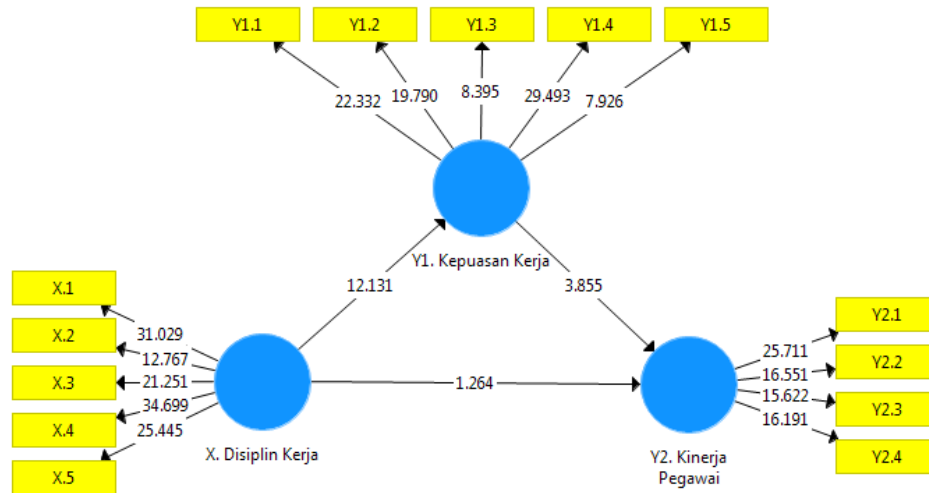 Y1.1
Y1.2
Y1.3
Y1.4
Y1.5
22.332
19.790
8.395
29.493
7.926
Y1. Kepuasan Kerja
12.131
3.855
X.1
X.2
X.3
X.4
X.5
31.029
12.767
21.251
34.699
25.445
X. Disiplin Kerja
1.264
25.711
16.551
15.622
16.191
Y2.1
Y2.2
Y2.3
Y2.4
Y2. Kinerja
Pegawai